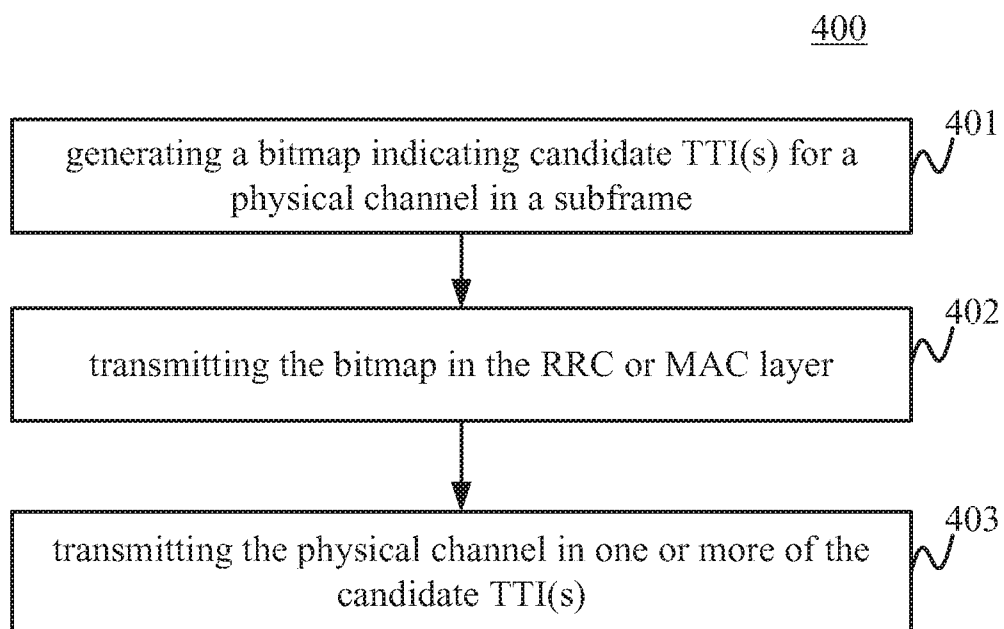 400
401
generating a bitmap indicating candidate TTI(s) for a
physical channel in a subframe
402
transmitting the bitmap in the RRC or MAC layer
403
transmitting the physical channel in one or more of the
candidate TTI(s)